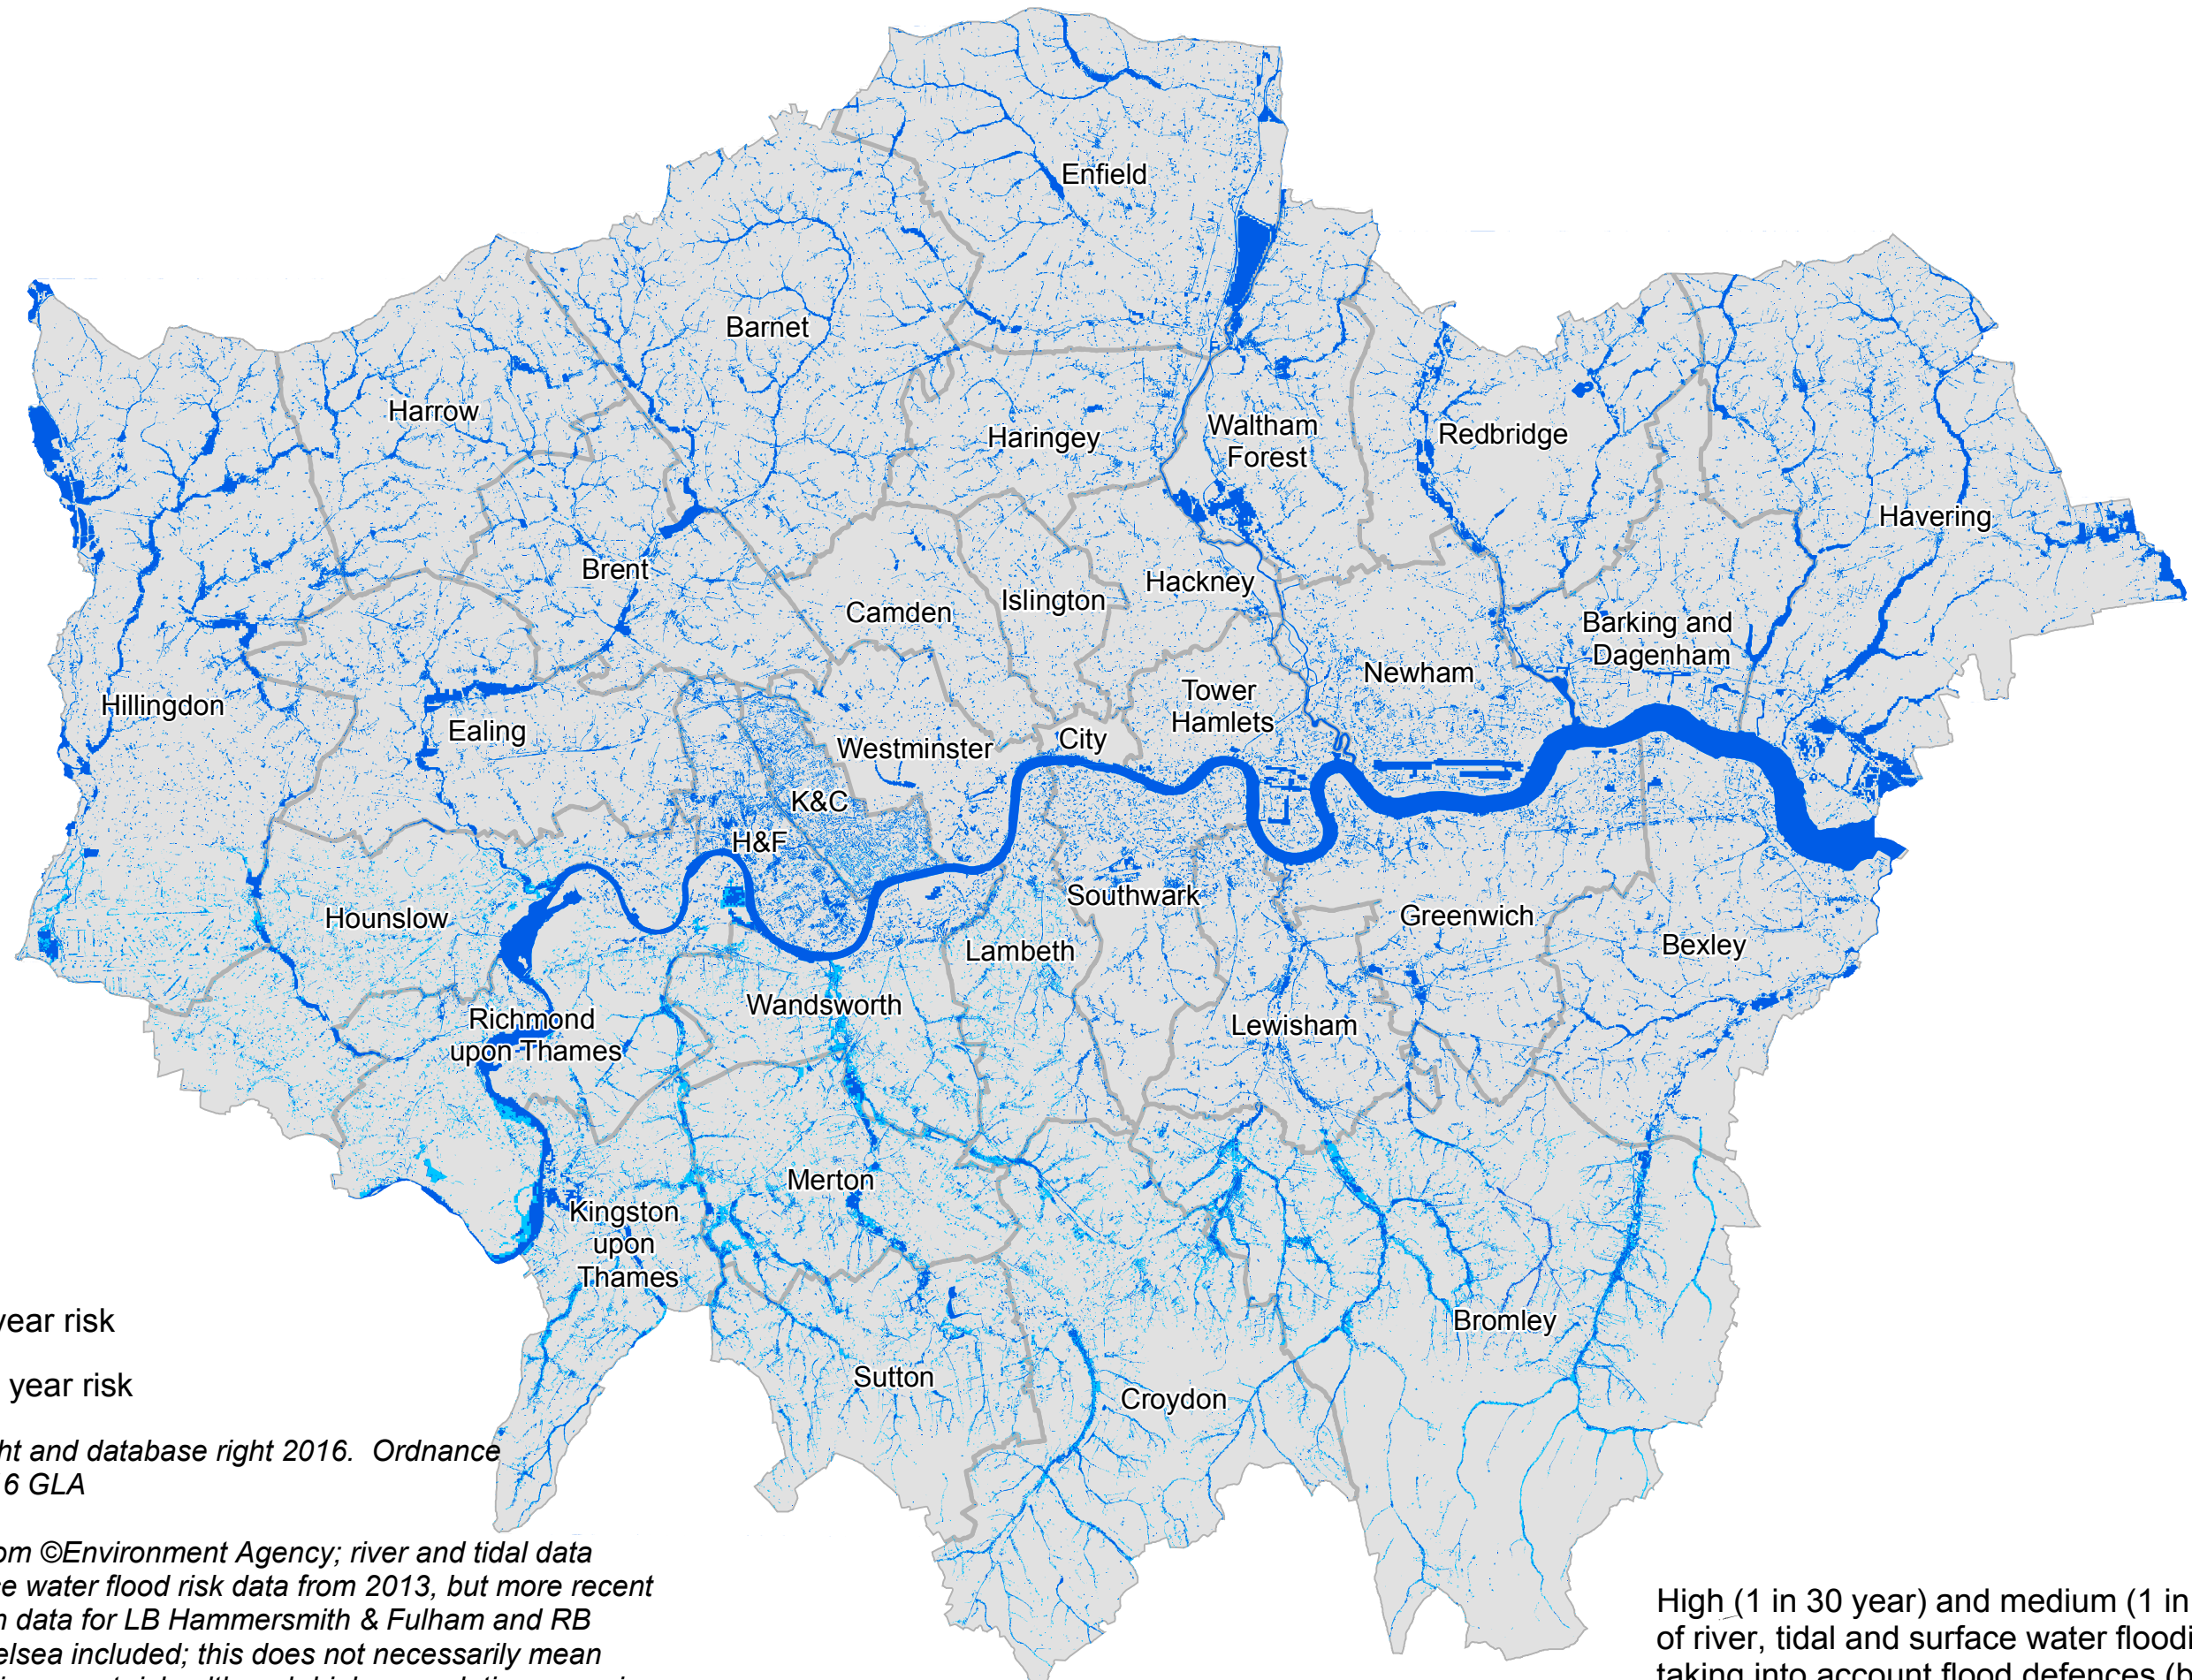 Enfield
Barnet
Harrow
Haringey
Waltham
Forest
Redbridge
Havering
Brent
Camden
Islington
Hackney
Barking and
Dagenham
Newham
Hillingdon
Ealing
Tower
Hamlets
Westminster
City
K&C
H&F
Hounslow
Southwark
Greenwich
Lambeth
Bexley
Wandsworth
Richmond
upon Thames
Lewisham
Merton
Kingston
upon
Thames
Bromley
Sutton
Croydon
year risk
year risk
ht and database right 2016. Ordnance
6 GLA
om ©Environment Agency; river and tidal data
e water flood risk data from 2013, but more recent
n data for LB Hammersmith & Fulham and RB
elsea included; this does not necessarily mean
High (1 in 30 year) and medium (1 in
of river, tidal and surface water floodi
taking into account flood defences (b